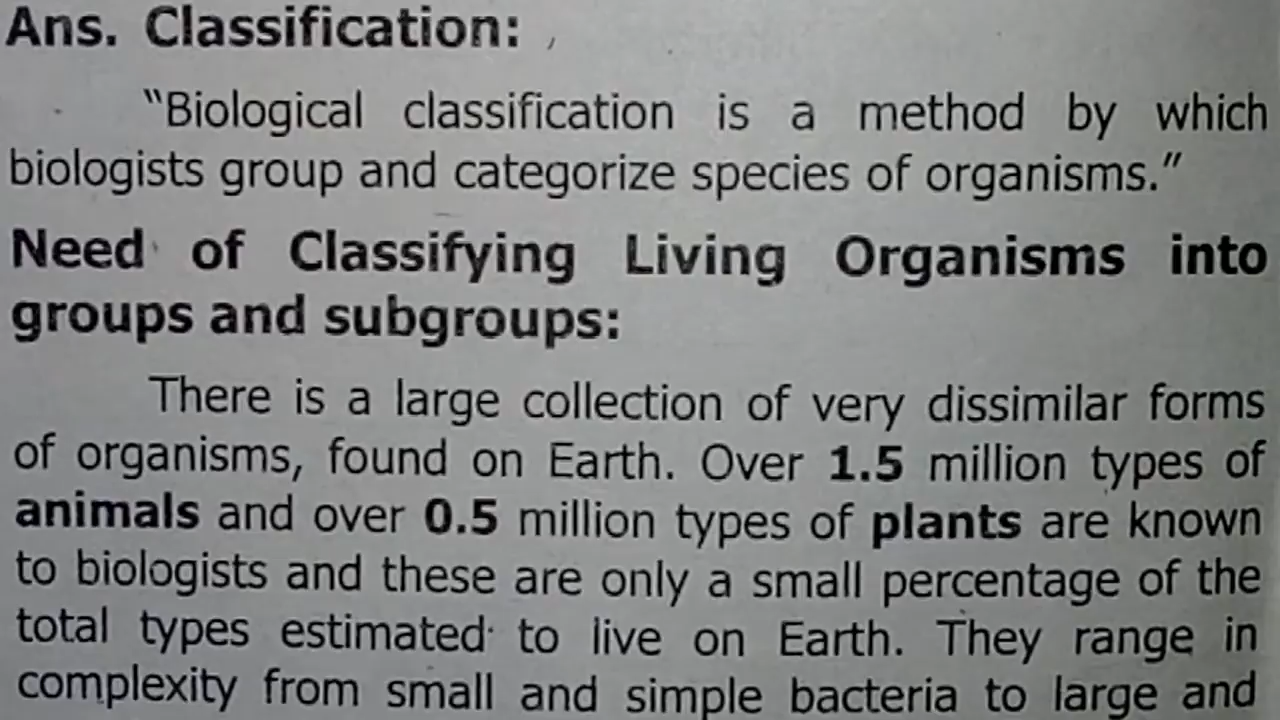 Ans. Classification:
“Biological classification is a method by which
biologists group and categorize species of organisms.”
Need of Classifying Living Organisms into
groups and subgroups:
There is a large collection of very dissimilar forms
of organisms, found on Earth. Over 1.5 million types of
animals and over 0.5 million types of plants are known
to biologists and these are only a small percentage of the
total types estimated to live on Earth. They range in
complexity from small and simple bacteria to large and